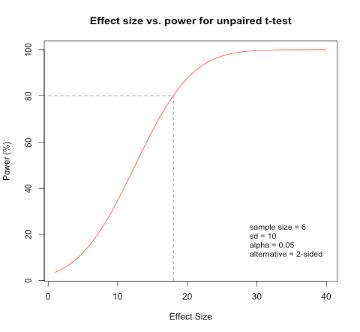 Effect size vs. power for unpaired t-test
Power (%)
100
80
60
40
20
0
sample size = 6
sd = 10
alpha = 0.05
alternative = 2-sided
0 10 20 30 40
Effect Size